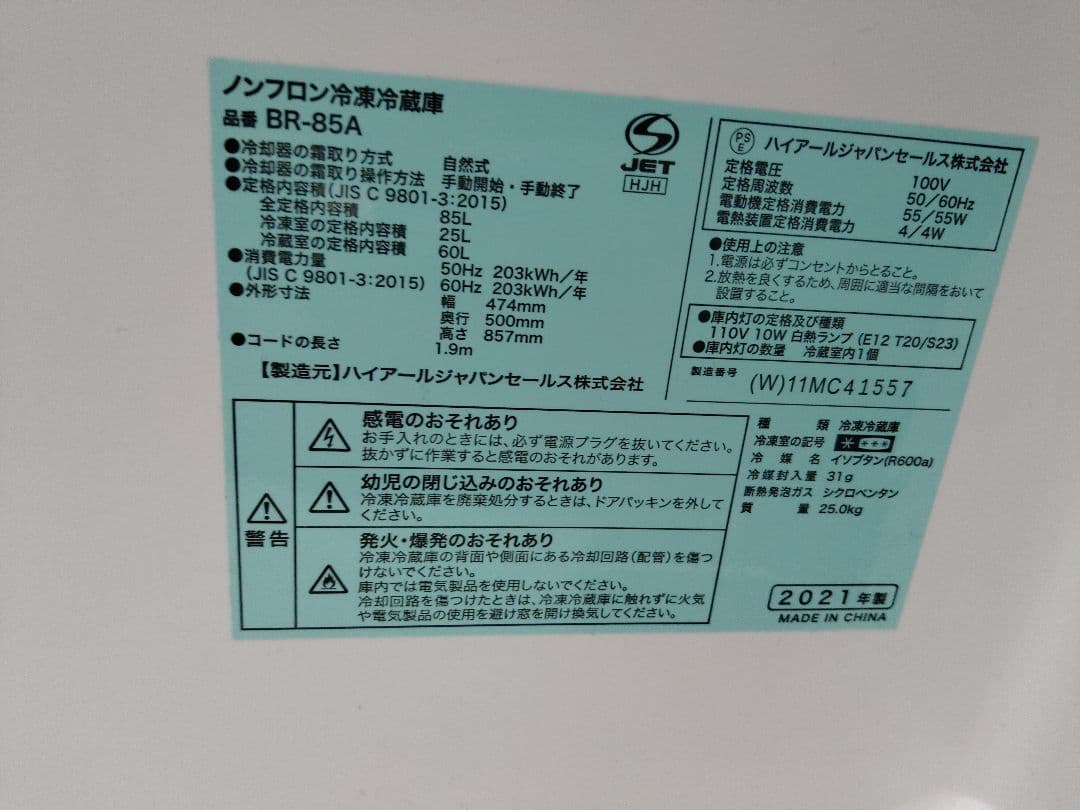 ノンフロン冷凍冷蔵庫
品番 BR-85A
●冷却器の霜取り方式 自然式
●冷却器の霜取り操作方法 手動開始・手動終了
●定格内容積(JIS C 9801-3:2015)
全定格内容積 85L
冷凍室の定格内容積 25L
冷蔵室の定格内容積 60L
●消費電力量 50Hz 203kWh/年
(JIS C 9801-3:2015) 60Hz 203kWh/年
●外形寸法 幅 474mm
奥行 500mm
高さ 857mm
●コードの長さ 1.9m
【製造元】ハイアールジャパンセールス株式会社
JET
HJH
PS
E
ハイアールジャパンセールス株式会社
定格電圧 100V
定格周波数 50/60Hz
電動機定格消費電力 55/55W
電熱装置定格消費電力 4/4W
●使用上の注意
1.電源は必ずコンセントからとること。
2.放熱を良くするため、周囲に適当な間隔をおいて
設置すること。
●庫内灯の定格及び種類
110V 10W 白熱ランプ (E12 T20/S23)
●庫内灯の数量 冷蔵室内1個
製造番号 (W)11MC41557
警告
感電のおそれあり
お手入れのときには、必ず電源プラグを抜いてください。
抜かずに作業すると感電のおそれがあります。
幼児の閉じ込みのおそれあり
冷凍冷蔵庫を廃棄処分するときは、ドアパッキンを外して
ください。
発火・爆発のおそれあり
冷凍冷蔵庫の背面や側面にある冷却回路(配管)を傷つ
けないでください。
庫内では電気製品を使用しないでください。
冷却回路を傷つけたときは、冷凍冷蔵庫に触れずに火気
や電気製品の使用を避け窓を開け換気してください。
種類 冷凍冷蔵庫
冷凍室の記号
冷媒名 イソブタン(R600a)
冷媒封入量 31g
断熱発泡ガス シクロペンタン
質量 25.0kg
2021年製
MADE IN CHINA